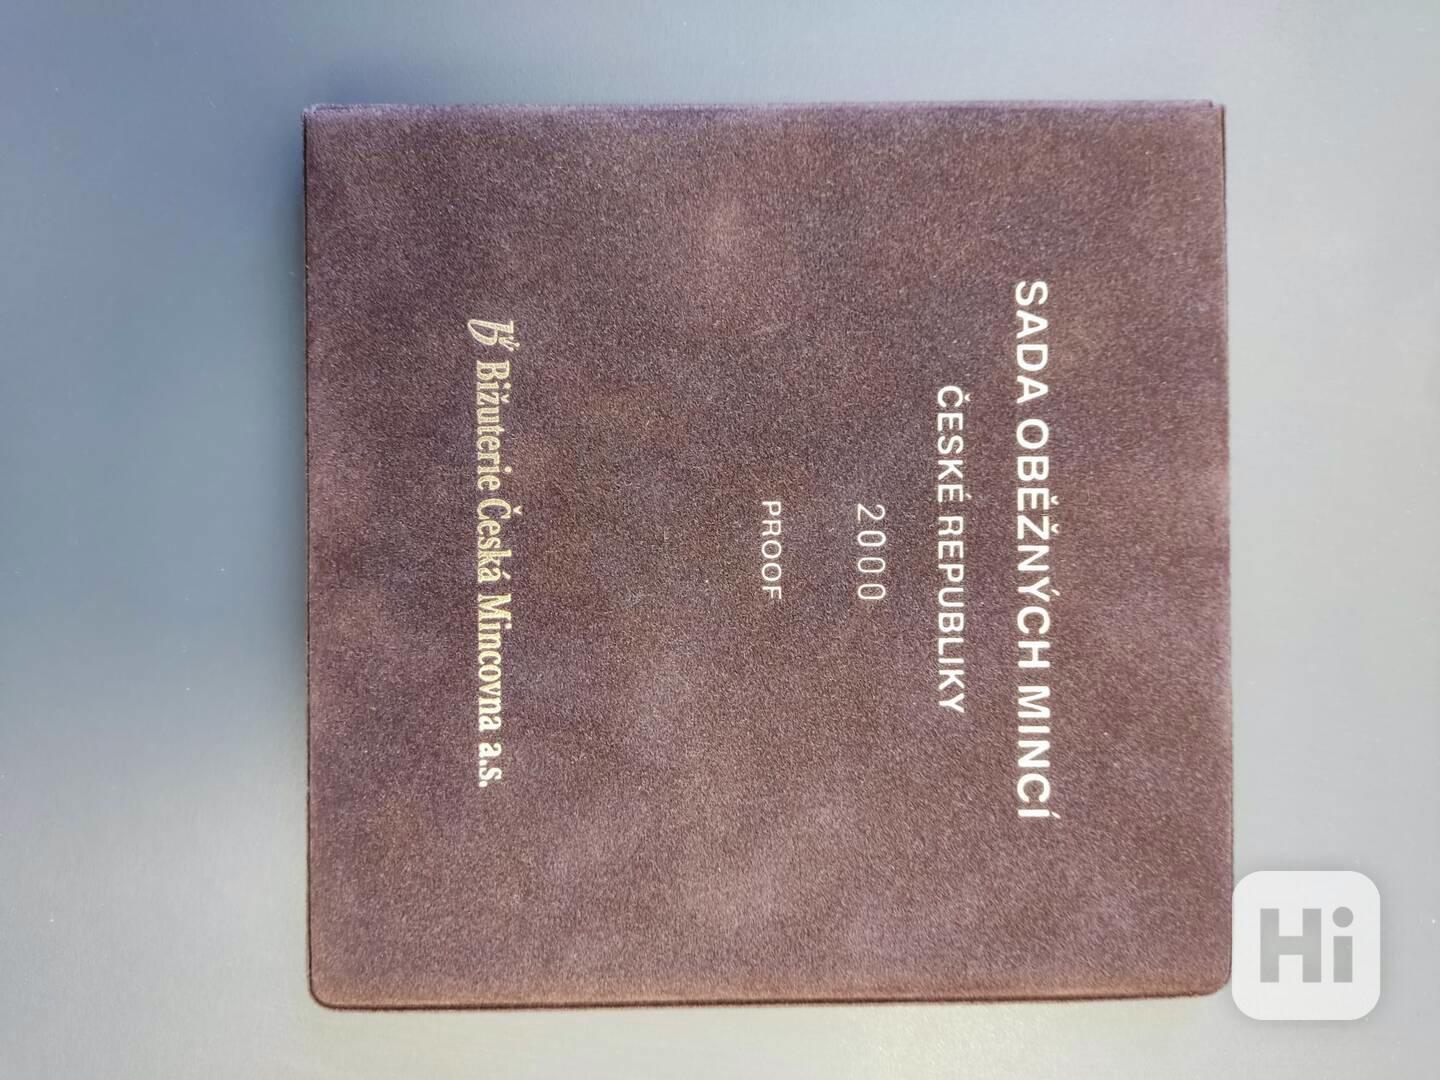 SADA OBĚŽNÝCH MINCÍ
ČESKÉ REPUBLIKY
2000
PROOF
Bižuterie Česká Mincovna a.s.
Hi